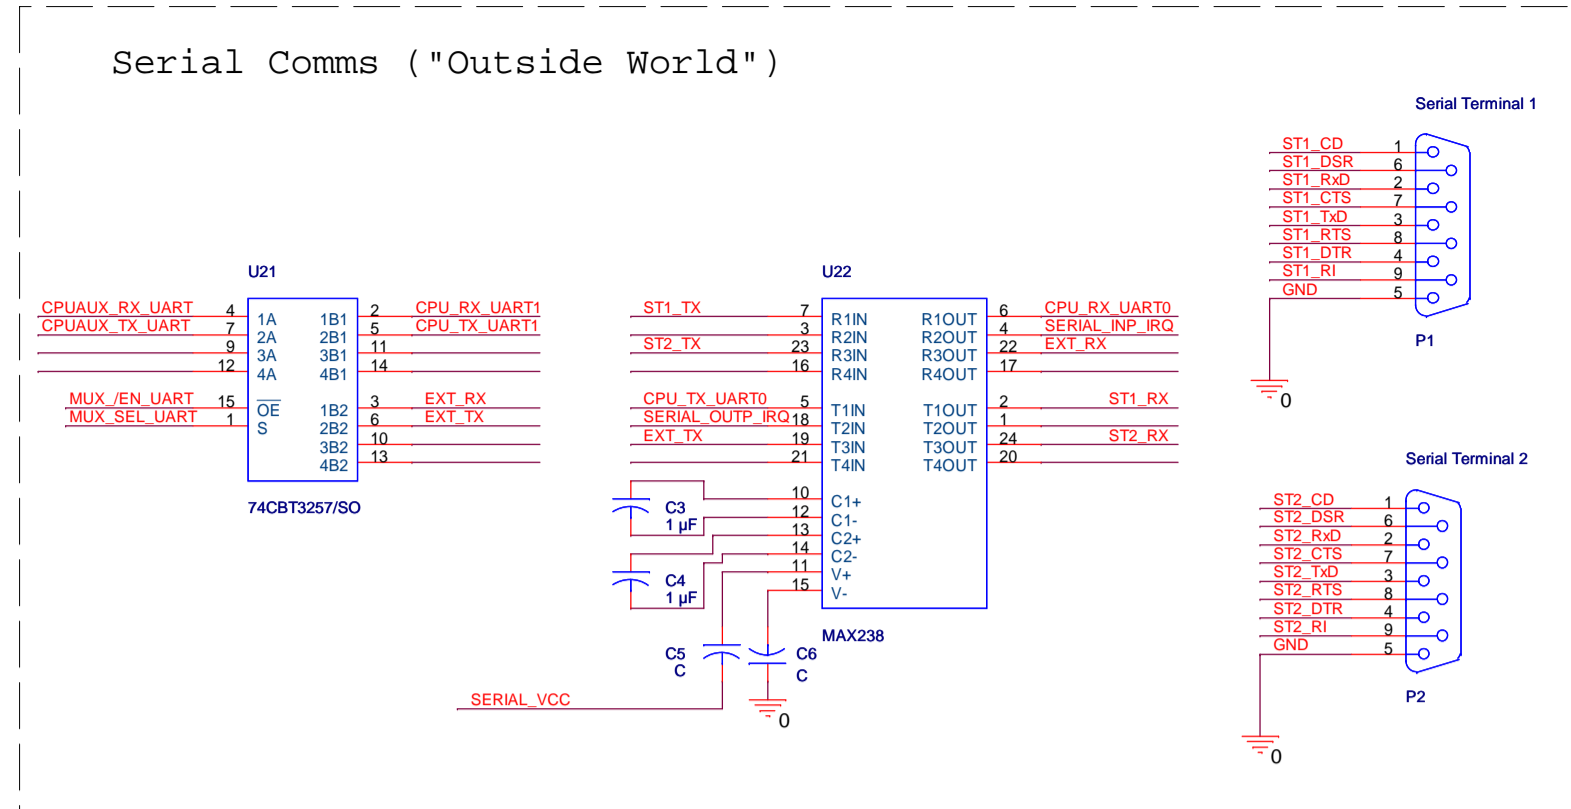 Serial Comms ("Outside World")
Serial Terminal 1
ST1_CD 1
ST1_DSR 6
ST1_RxD 2
ST1_CTS 7
ST1_TxD 3
ST1_RTS 8
ST1_DTR 4
ST1_RI 9
GND 5
P1
0
U21
CPUAUX_RX_UART 4 1A 1B1 2 CPU_RX_UART1
CPUAUX_TX_UART 7 2A 2B1 5 CPU_TX_UART1
9 3A 3B1 11
12 4A 4B1 14
MUX_/EN_UART 15 OE 1B2 3 EXT_RX
MUX_SEL_UART 1 S 2B2 6 EXT_TX
3B2 10
4B2 13
74CBT3257/SO
U22
ST1_TX 7 R1IN R1OUT 6 CPU_RX_UART0
3 R2IN R2OUT 4 SERIAL_INP_IRQ
ST2_TX 23 R3IN R3OUT 22 EXT_RX
16 R4IN R4OUT 17
CPU_TX_UART0 5 T1IN T1OUT 2 ST1_RX
SERIAL_OUTP_IRQ 18 T2IN T2OUT 1
EXT_TX 19 T3IN T3OUT 24 ST2_RX
21 T4IN T4OUT 20
10 C1+
12 C1-
13 C2+
14 C2-
11 V+
15 V-
MAX238
C3
1 µF
C4
1 µF
C5
C
C6
C
SERIAL_VCC
0
Serial Terminal 2
ST2_CD 1
ST2_DSR 6
ST2_RxD 2
ST2_CTS 7
ST2_TxD 3
ST2_RTS 8
ST2_DTR 4
ST2_RI 9
GND 5
P2
0